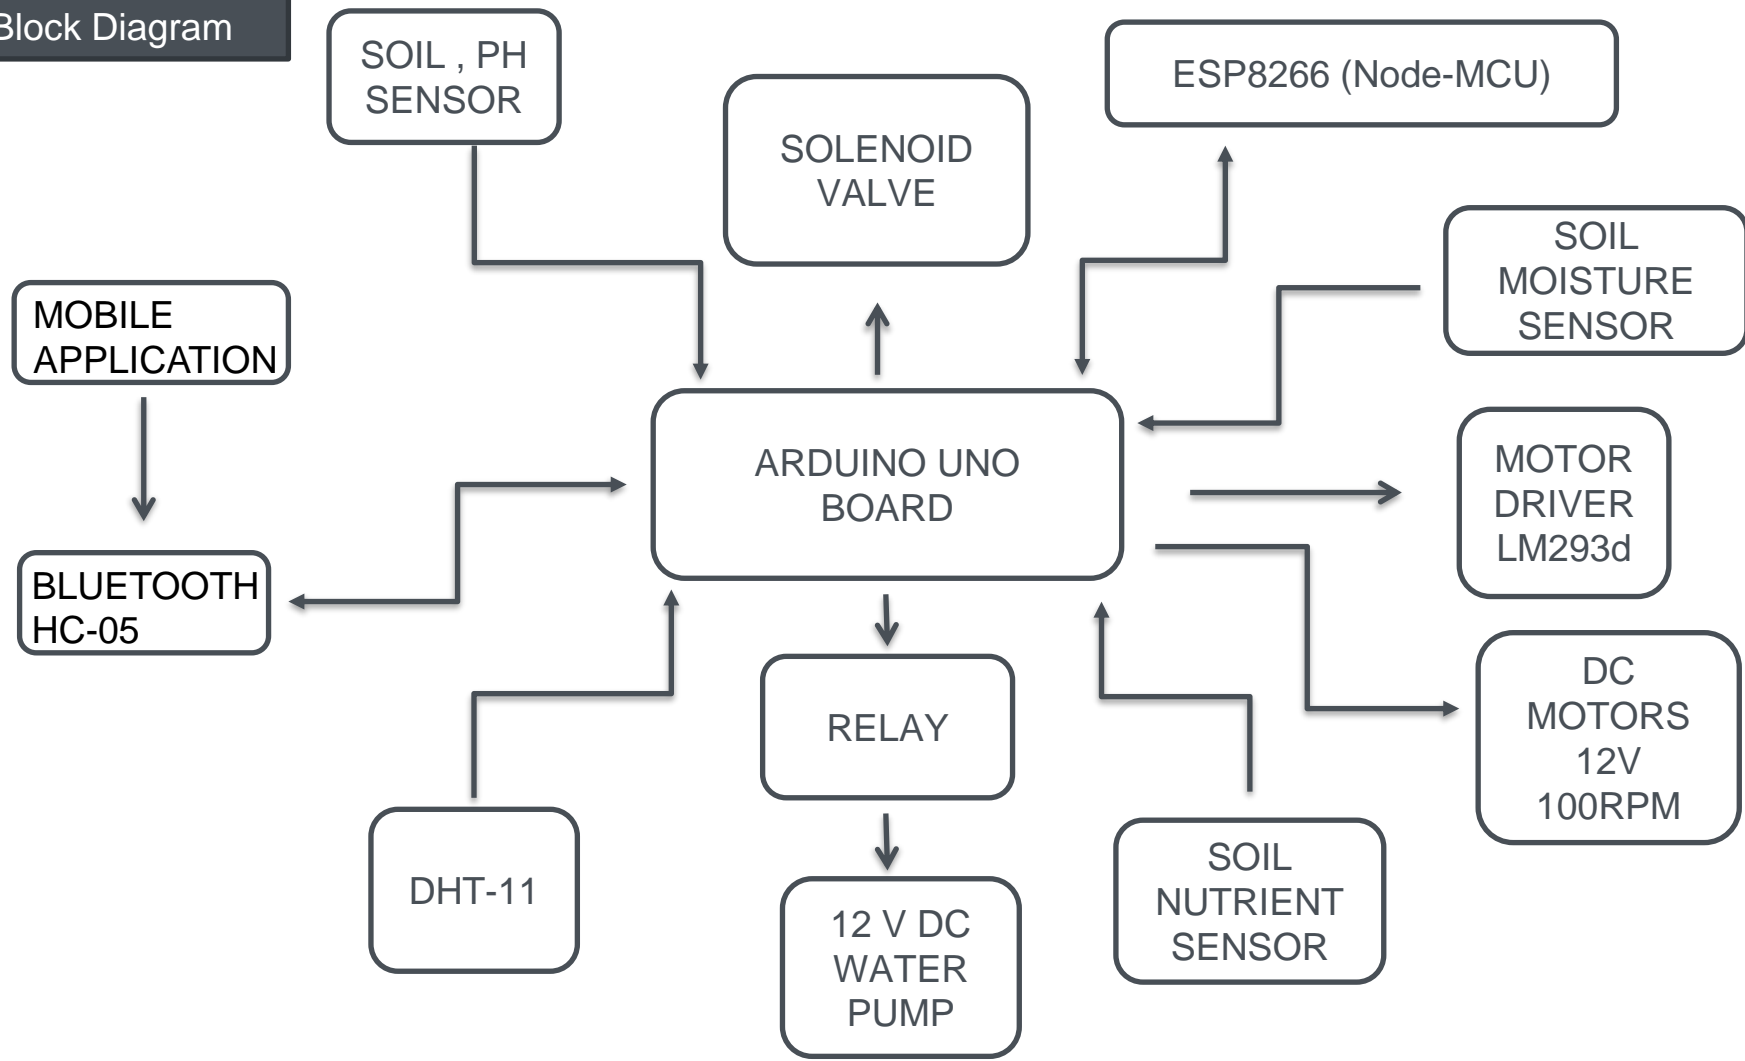 Block Diagram
SOIL , PH
SENSOR
SOLENOID
VALVE
ESP8266 (Node-MCU)
SOIL
MOISTURE
SENSOR
MOBILE
APPLICATION
ARDUINO UNO
BOARD
MOTOR
DRIVER
LM293d
BLUETOOTH
HC-05
RELAY
DC
MOTORS
12V
100RPM
DHT-11
12 V DC
WATER
PUMP
SOIL
NUTRIENT
SENSOR